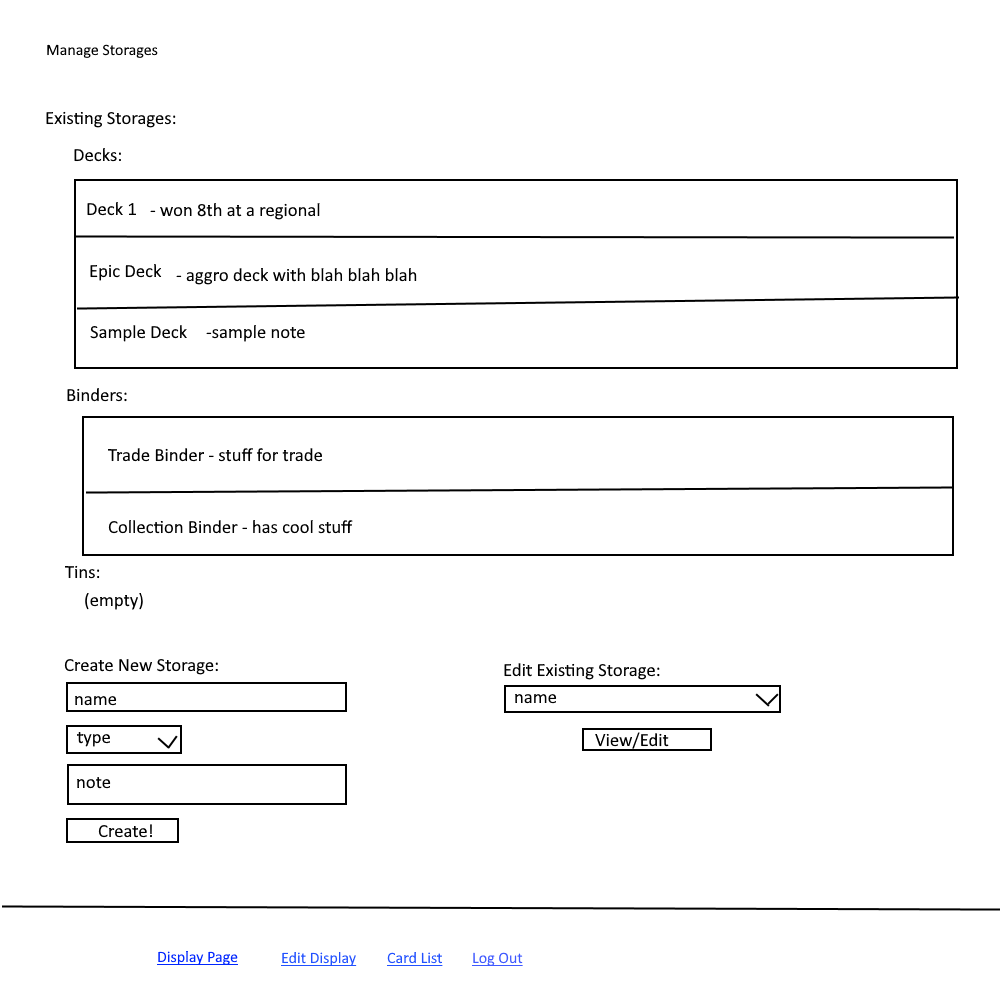 Manage Storages
Existing Storages:
Decks:
Deck 1 - won 8th at a regional
Epic Deck - aggro deck with blah blah blah
Sample Deck -sample note
Binders:
Trade Binder - stuff for trade
Collection Binder - has cool stuff
Tins:
(empty)
Create New Storage:
name
type
note
Create!
Edit Existing Storage:
name
View/Edit
Display Page Edit Display Card List Log Out